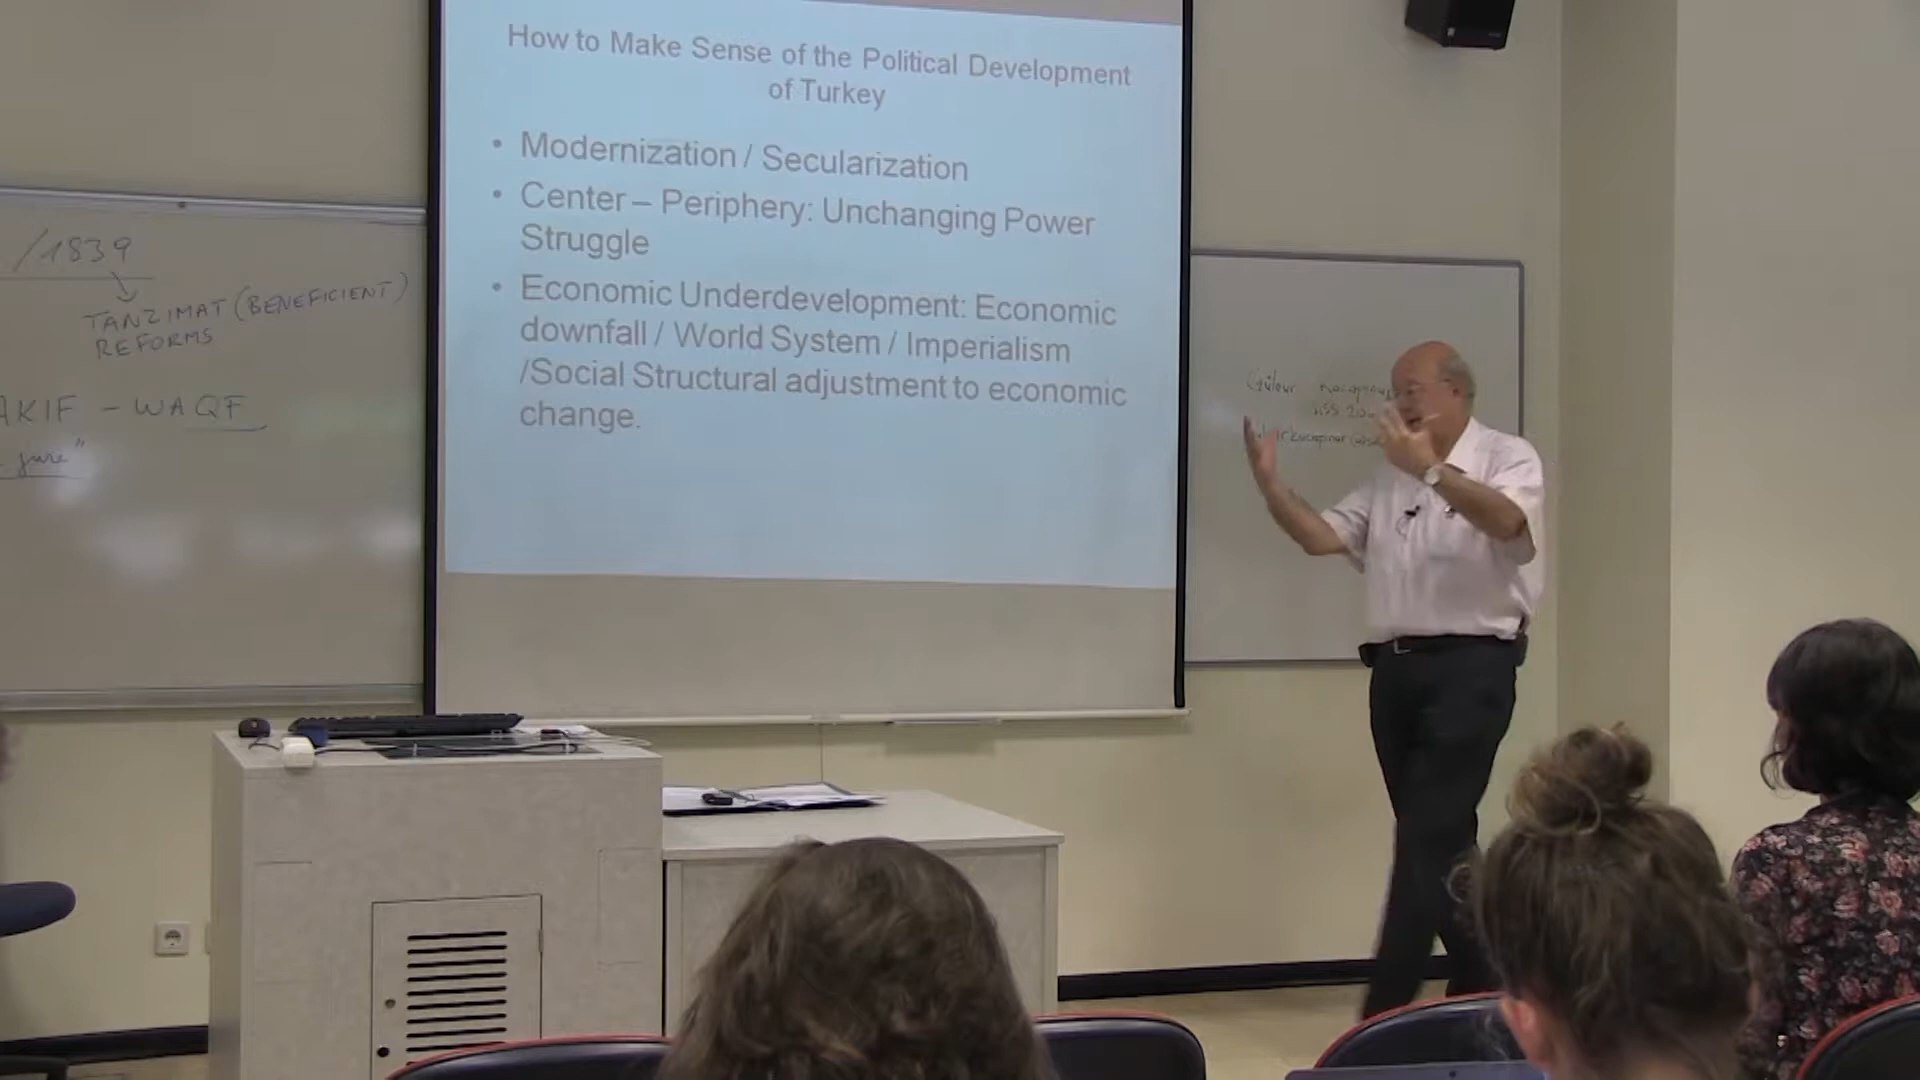 /1839
TANZIMAT (BENEFICIENT)
REFORMS
AKIF - WAQF
jure"
How to Make Sense of the Political Development
of Turkey
• Modernization / Secularization
• Center – Periphery: Unchanging Power
Struggle
• Economic Underdevelopment: Economic
downfall / World System / Imperialism
/Social Structural adjustment to economic
change.